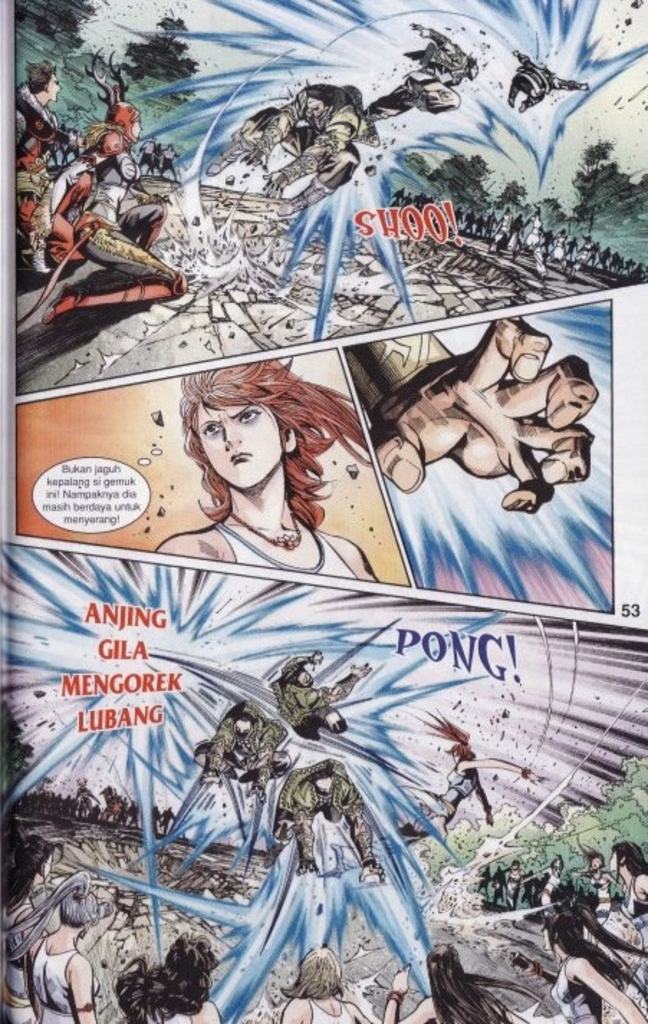 SHOO!
Bukan jaguh
kepalang si gemuk
ini! Nampaknya dia
masih berdaya untuk
menyerang!
53
ANJING
GILA
MENGOREK
LUBANG
PONG!